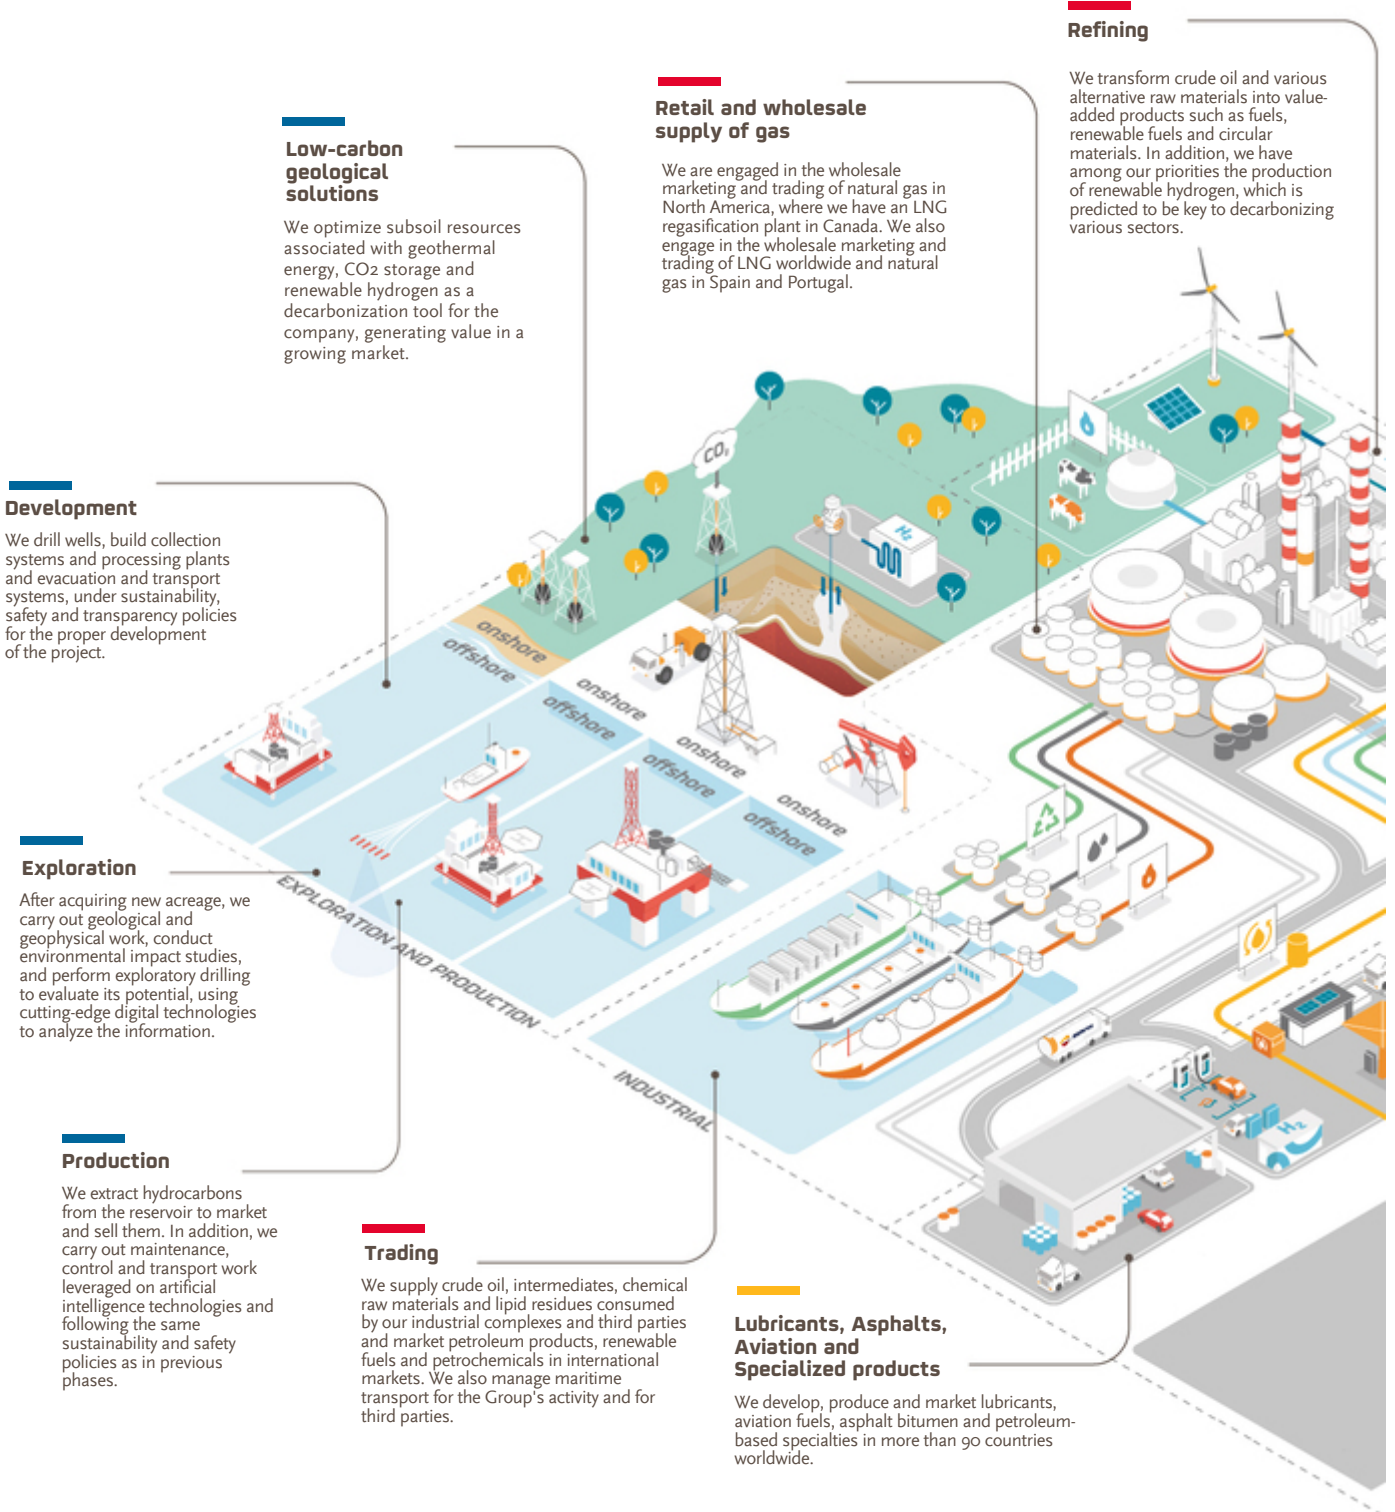 Refining
We transform crude oil and various
alternative raw materials into value-
added products such as fuels,
renewable fuels and circular
materials. In addition, we have
among our priorities the production
of renewable hydrogen, which is
predicted to be key to decarbonizing
various sectors.
Retail and wholesale
supply of gas
We are engaged in the wholesale
marketing and trading of natural gas in
North America, where we have an LNG
regasification plant in Canada. We also
engage in the wholesale marketing and
trading of LNG worldwide and natural
gas in Spain and Portugal.
Low-carbon
geological
solutions
We optimize subsoil resources
associated with geothermal
energy, CO2 storage and
renewable hydrogen as a
decarbonization tool for the
company, generating value in a
growing market.
CO₂
H₂
Development
We drill wells, build collection
systems and processing plants
and evacuation and transport
systems, under sustainability,
safety and transparency policies
for the proper development
of the project.
onshore
offshore
onshore
offshore
onshore
offshore
onshore
offshore
Exploration
After acquiring new acreage, we
carry out geological and
geophysical work, conduct
environmental impact studies,
and perform exploratory drilling
to evaluate its potential, using
cutting-edge digital technologies
to analyze the information.
EXPLORATION AND PRODUCTION
INDUSTRIAL
H₂
Production
We extract hydrocarbons
from the reservoir to market
and sell them. In addition, we
carry out maintenance,
control and transport work
leveraged on artificial
intelligence technologies and
following the same
sustainability and safety
policies as in previous
phases.
Trading
We supply crude oil, intermediates, chemical
raw materials and lipid residues consumed
by our industrial complexes and third parties
and market petroleum products, renewable
fuels and petrochemicals in international
markets. We also manage maritime
transport for the Group's activity and for
third parties.
Lubricants, Asphalts,
Aviation and
Specialized products
We develop, produce and market lubricants,
aviation fuels, asphalt bitumen and petroleum-
based specialties in more than 90 countries
worldwide.